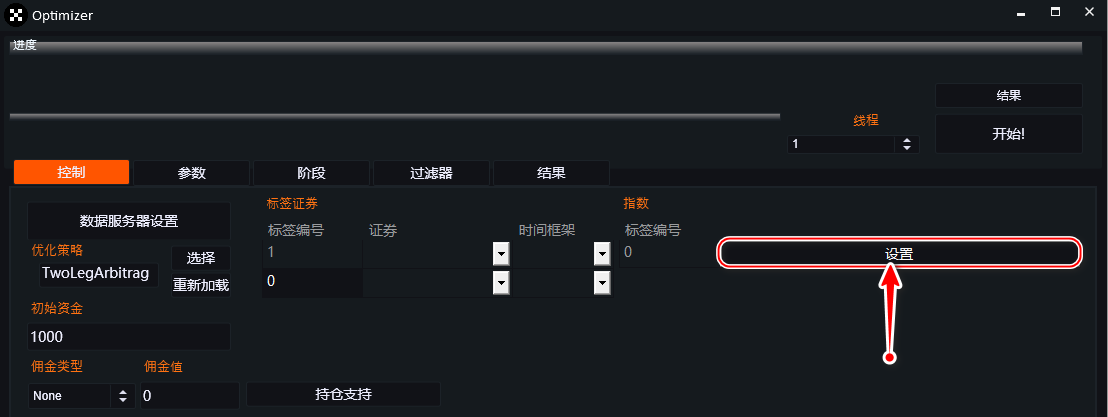 Optimizer
进度
结果
线程
1
开始!
控制 参数 阶段 过滤器 结果
数据服务器设置
标签证券
指数
标签编号 证券 时间框架
标签编号
优化策略
选择
1
0
设置
TwoLegArbitrag
重新加载
0
初始资金
1000
佣金类型 佣金值
None
0
持仓支持